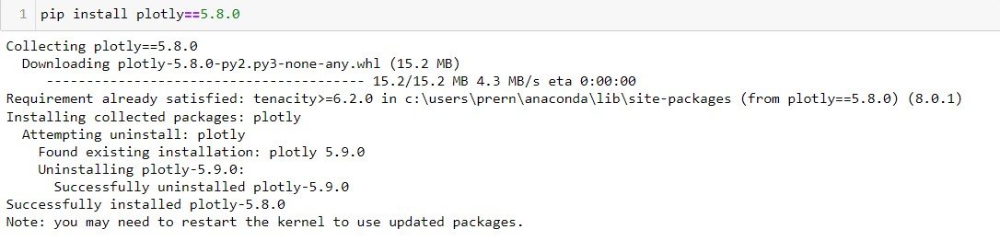 1 pip install plotly==5.8.0
Collecting plotly==5.8.0
Downloading plotly-5.8.0-py2.py3-none-any.whl (15.2 MB)
---------------------------------------- 15.2/15.2 MB 4.3 MB/s eta 0:00:00
Requirement already satisfied: tenacity>=6.2.0 in c:\users\prern\anaconda\lib\site-packages (from plotly==5.8.0) (8.0.1)
Installing collected packages: plotly
Attempting uninstall: plotly
Found existing installation: plotly 5.9.0
Uninstalling plotly-5.9.0:
Successfully uninstalled plotly-5.9.0
Successfully installed plotly-5.8.0
Note: you may need to restart the kernel to use updated packages.